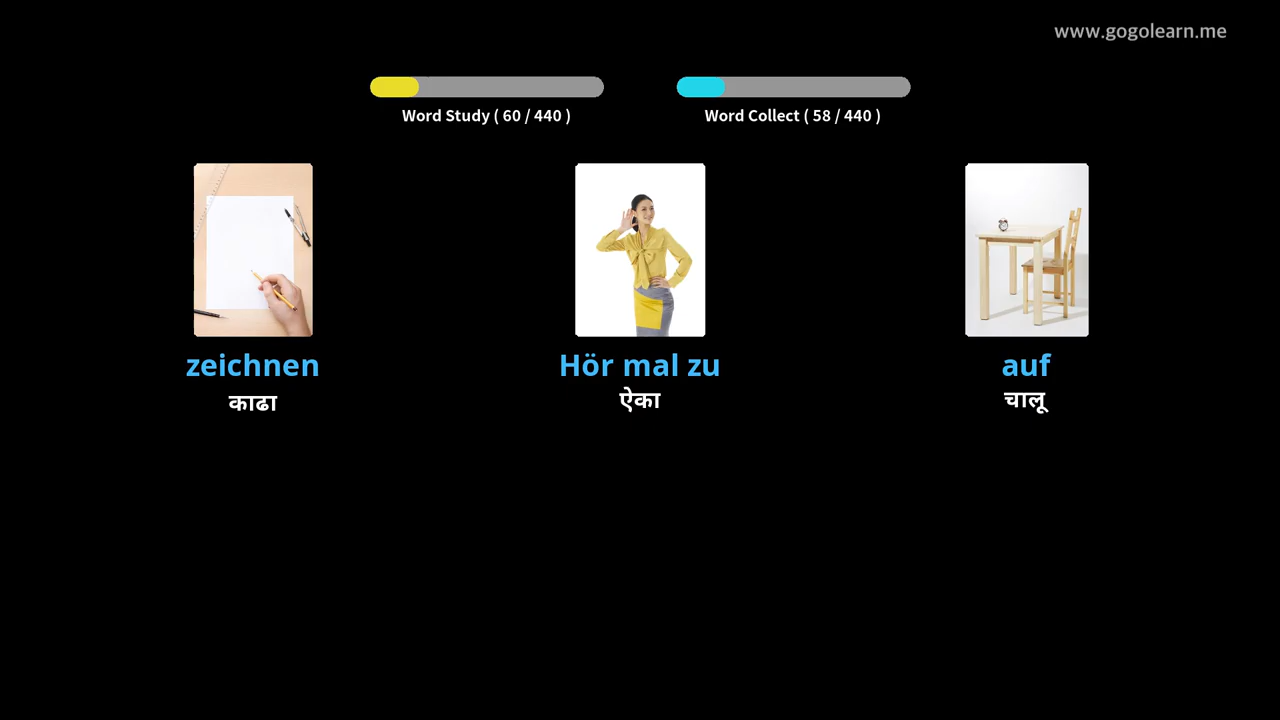 www.gogolearn.me
Word Study ( 60 / 440 )
Word Collect ( 58 / 440 )
zeichnen
काढा
Hör mal zu
ऐका
auf
चालू